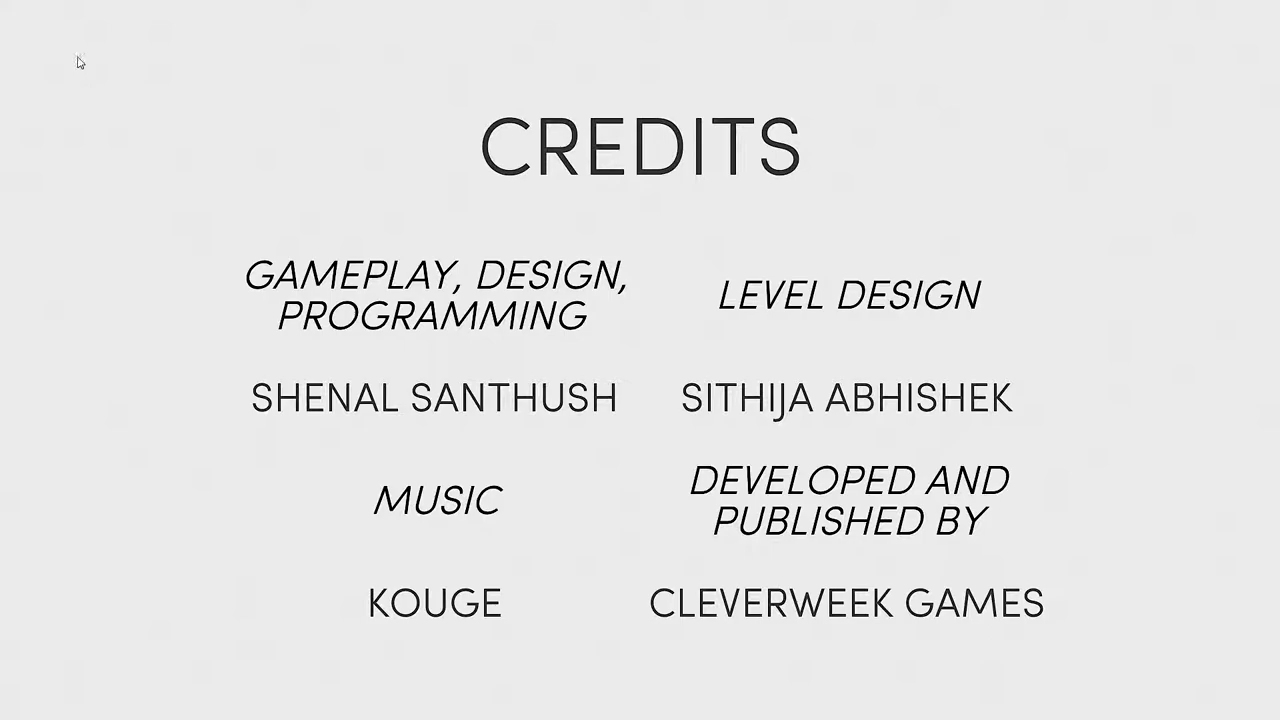 CREDITS
GAMEPLAY, DESIGN,
PROGRAMMING
SHENAL SANTHUSH
LEVEL DESIGN
SITHIJA ABHISHEK
MUSIC
KOUGE
DEVELOPED AND
PUBLISHED BY
CLEVERWEEK GAMES